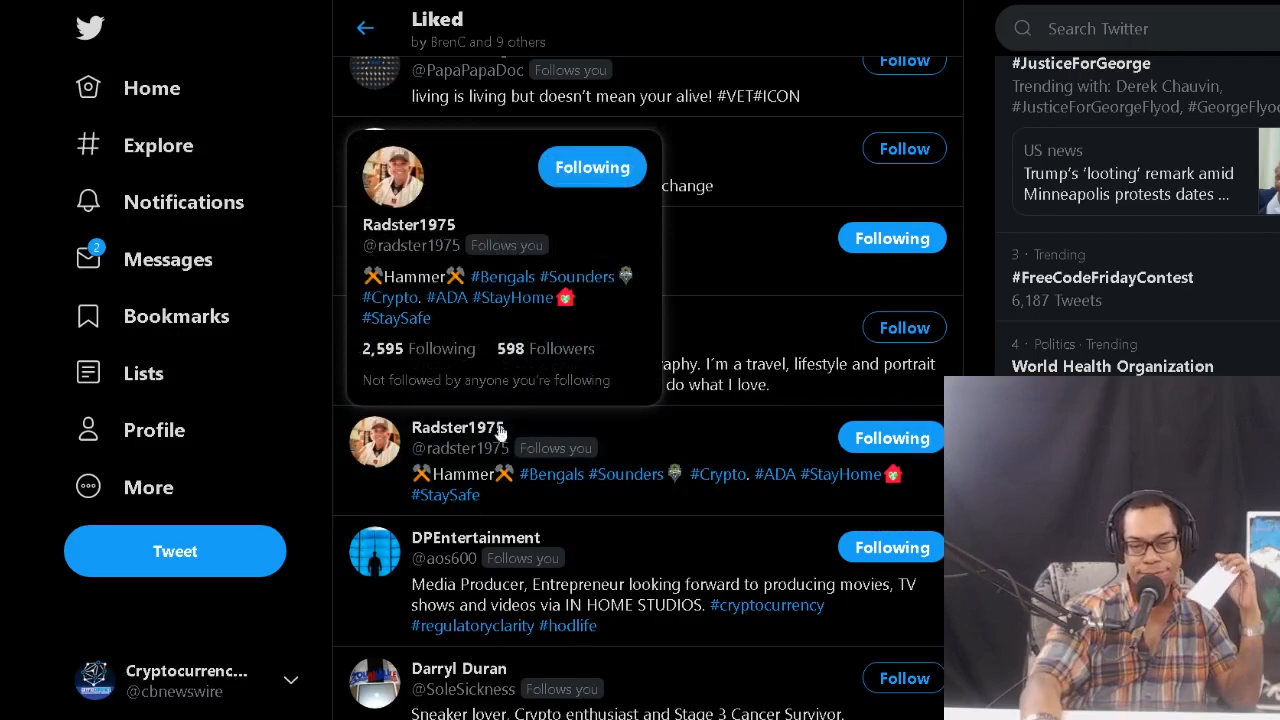 Home
Explore
Notifications
2
Messages
Bookmarks
Lists
Profile
More
Tweet
Cryptocurrenc...
@cbnewswire
Liked
by BrenC and 9 others
@PapaPapaDoc Follows you
Follow
living is living but doesn't mean your alive! #VET#ICON
Follow
change
Following
Following
Radster1975
@radster1975 Follows you
⚒Hammer⚒ #Bengals #Sounders
#Crypto. #ADA #StayHome
#StaySafe
2,595 Following 598 Followers
Not followed by anyone you're following
Follow
raphy. I´m a travel, lifestyle and portrait
do what I love.
Radster1975
@radster1975 Follows you
Following
⚒Hammer⚒ #Bengals #Sounders #Crypto. #ADA #StayHome
#StaySafe
DPEntertainment
@aos600 Follows you
Following
Media Producer, Entrepreneur looking forward to producing movies, TV
shows and videos via IN HOME STUDIOS. #cryptocurrency
#regulatoryclarity #hodlife
Darryl Duran
@SoleSickness Follows you
Follow
Sneaker lover, Crypto enthusiast and Stage 3 Cancer Survivor.
Search Twitter
#JusticeForGeorge
Trending with: Derek Chauvin,
#JusticeForGeorgeFlyod, #GeorgeFlyo
US news
Trump's 'looting' remark amid
Minneapolis protests dates ...
3 · Trending
#FreeCodeFridayContest
6,187 Tweets
4 · Politics · Trending
World Health Organization